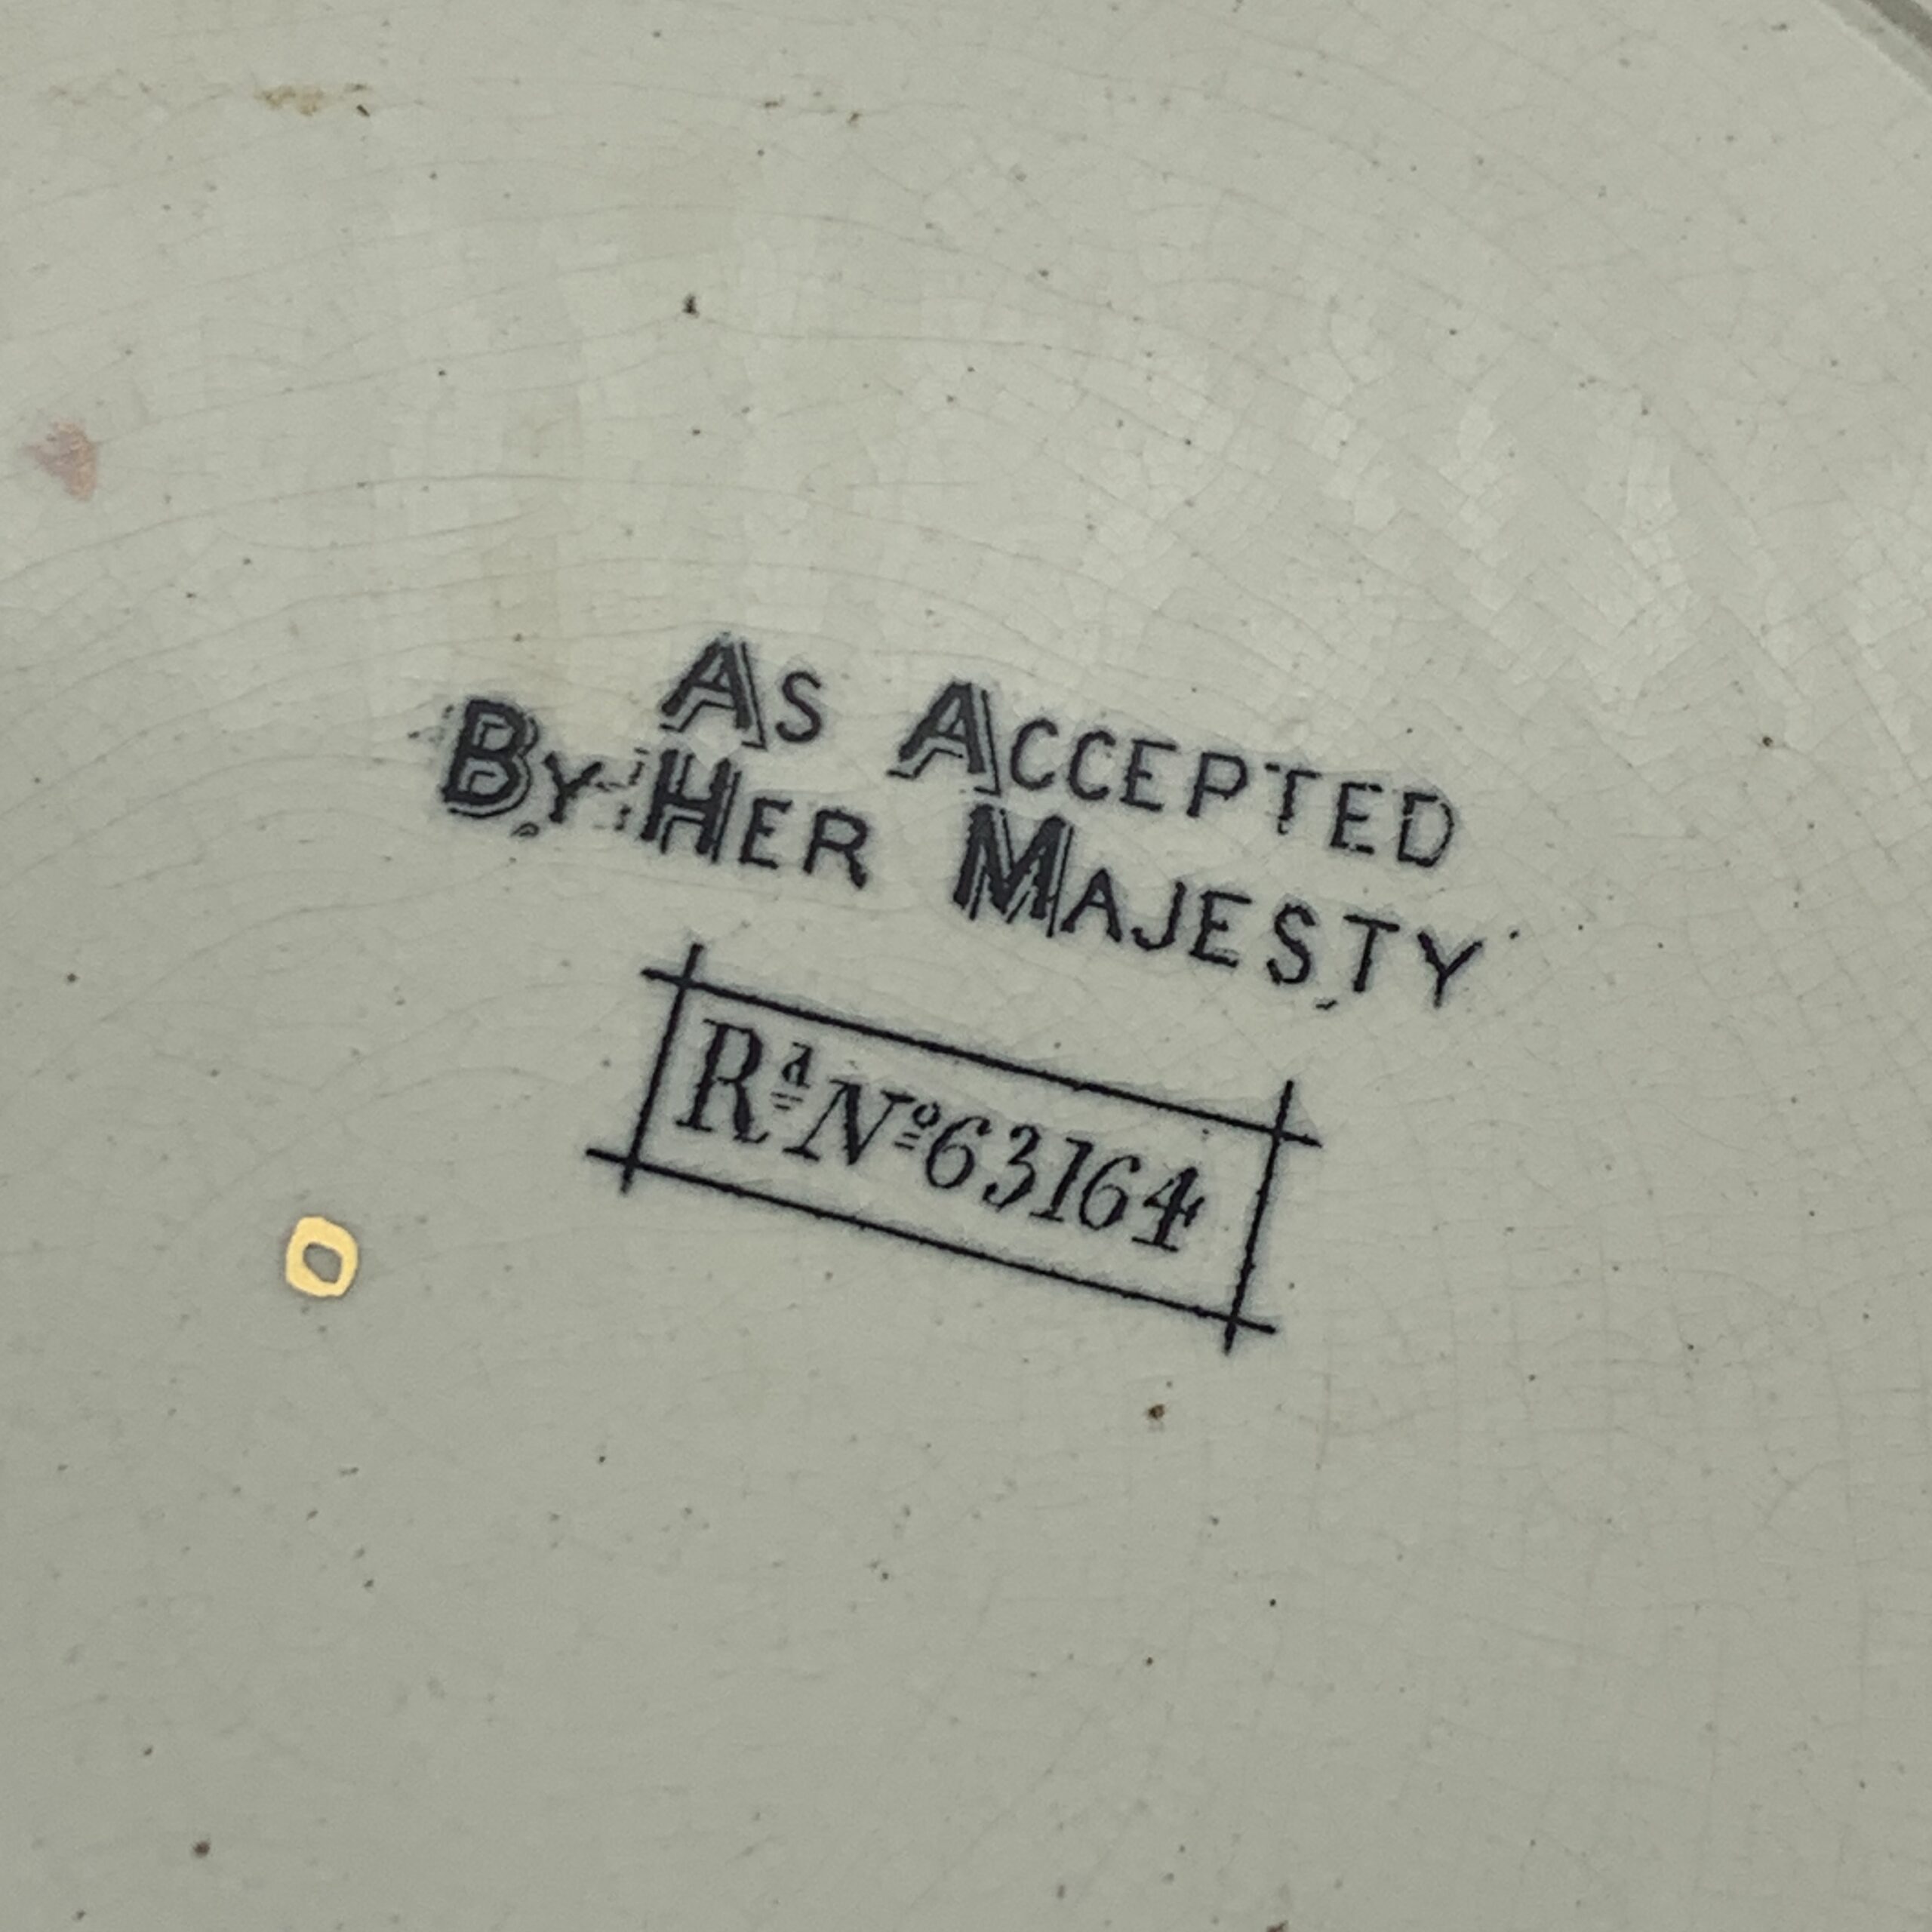 As Accepted
By Her Majesty
Rd No 63164